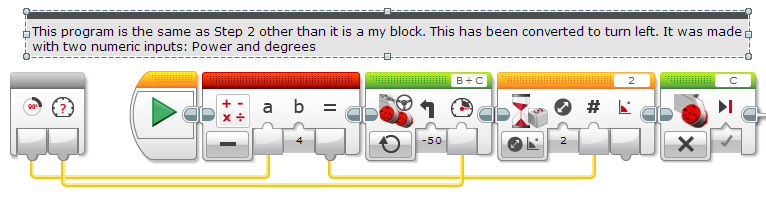 This program is the same as Step 2 other than it is a my block. This has been converted to turn left. It was made
with two numeric inputs: Power and degrees
B+C
2
C
90°
?
+ -
x ÷
a b =
#
4
-50
2